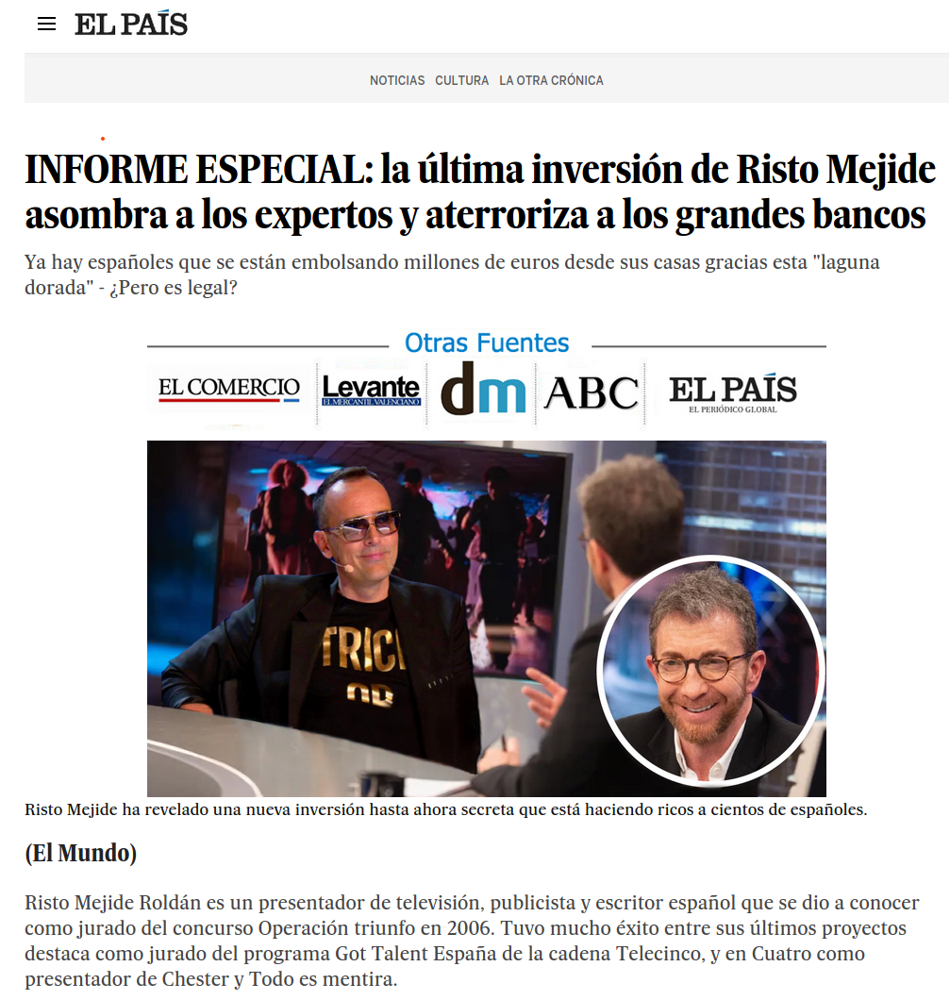 EL PAÍS
NOTICIAS CULTURA LA OTRA CRÓNICA
INFORME ESPECIAL: la última inversión de Risto Mejide
asombra a los expertos y aterroriza a los grandes bancos
Ya hay españoles que se están embolsando millones de euros desde sus casas gracias esta "laguna
dorada" - ¿Pero es legal?
Otras Fuentes
EL COMERCIO
Levante
EL MERCANTIL VALENCIANO
dm
ABC
EL PAÍS
EL PERIÓDICO GLOBAL
TRICI
OR
Risto Mejide ha revelado una nueva inversión hasta ahora secreta que está haciendo ricos a cientos de españoles.
(El Mundo)
Risto Mejide Roldán es un presentador de televisión, publicista y escritor español que se dio a conocer
como jurado del concurso Operación triunfo en 2006. Tuvo mucho éxito entre sus últimos proyectos
destaca como jurado del programa Got Talent España de la cadena Telecinco, y en Cuatro como
presentador de Chester y Todo es mentira.